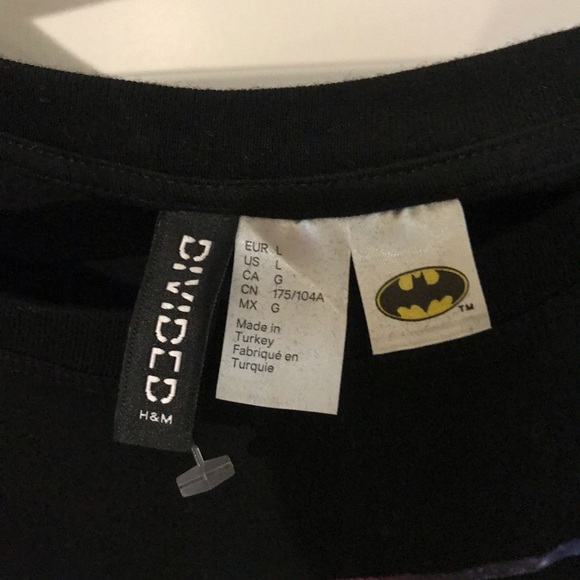 DIVIDED
H&M
EUR L
US L
CA G
CN 175/104A
MX G
Made in
Turkey
Fabriqué en
Turquie
TM